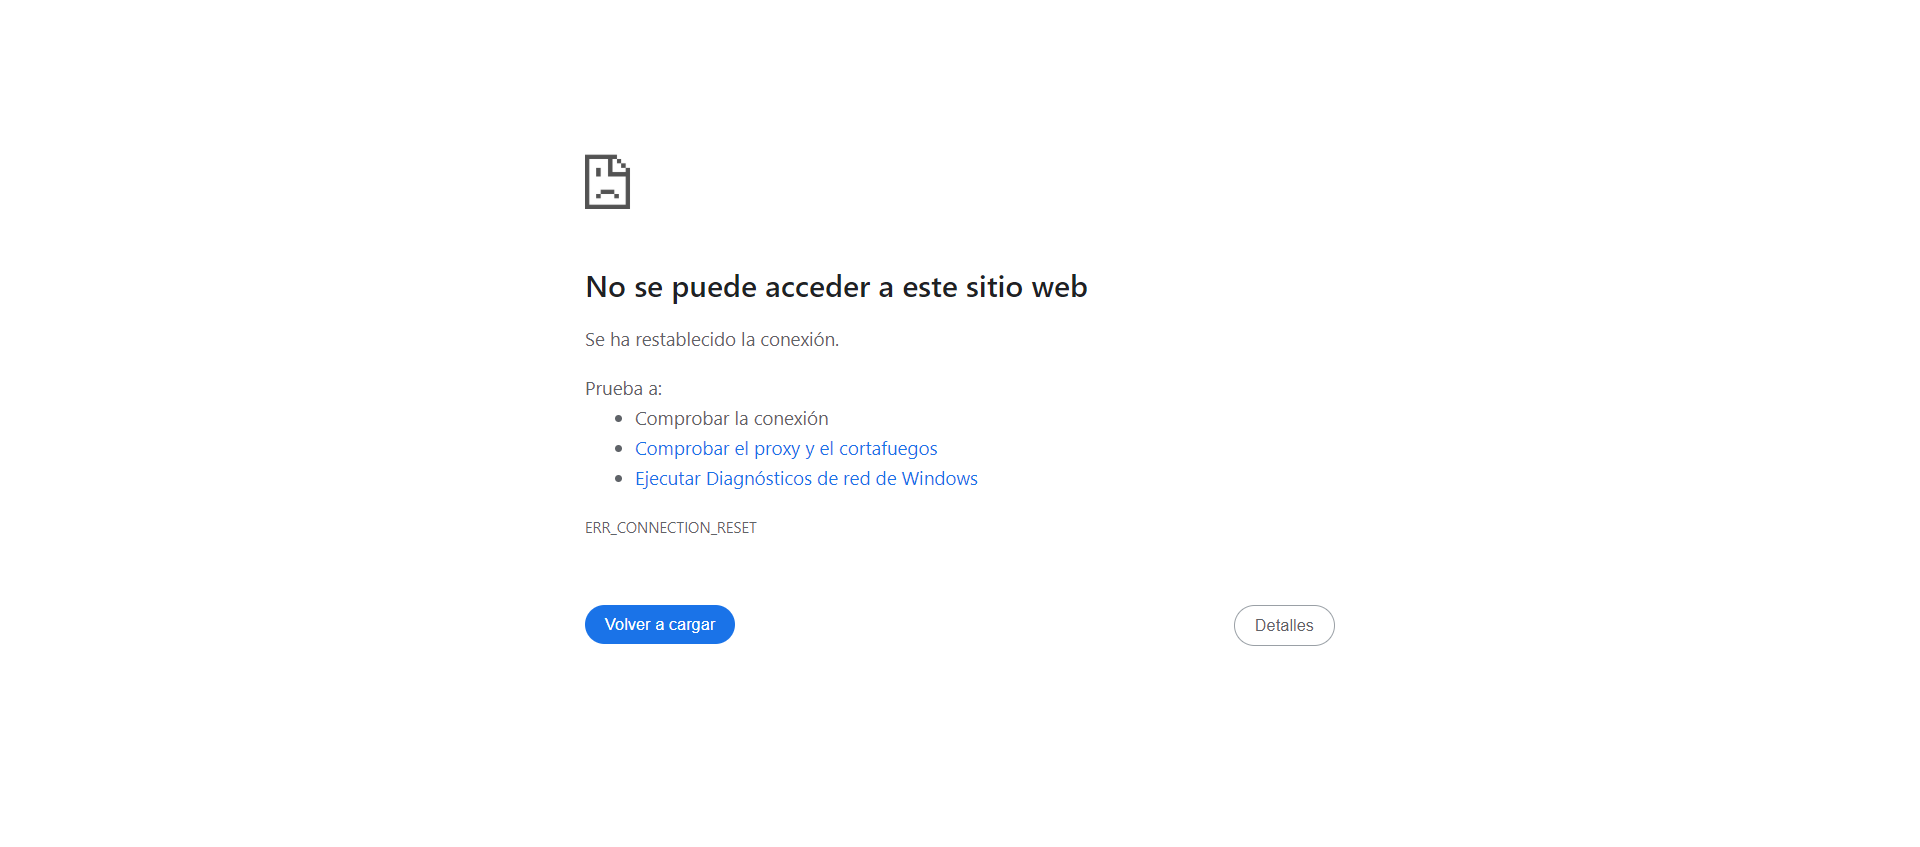 No se puede acceder a este sitio web
Se ha restablecido la conexión.
Prueba a:
Comprobar la conexión
Comprobar el proxy y el cortafuegos
Ejecutar Diagnósticos de red de Windows
ERR_CONNECTION_RESET
Volver a cargar
Detalles